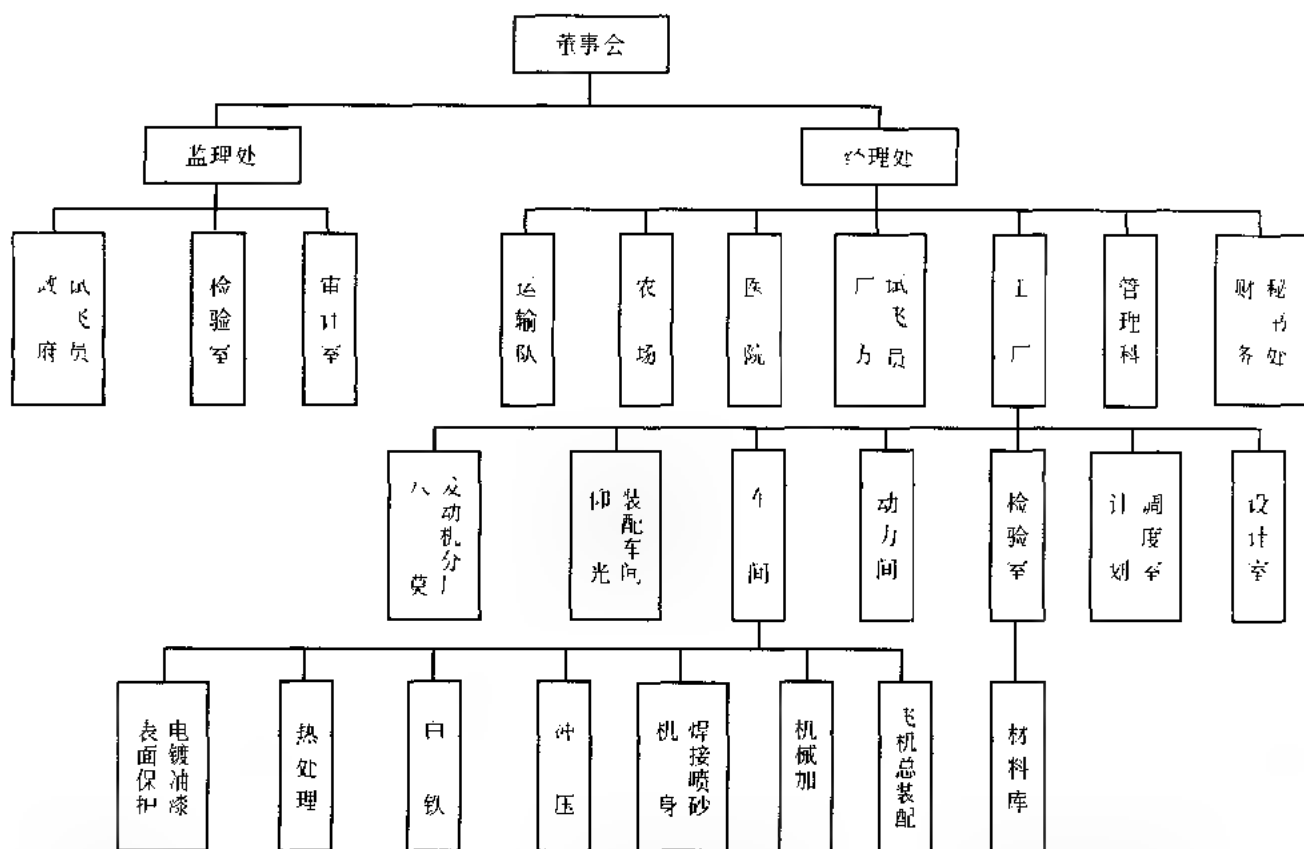 董事会
监理处
经理处
政府
试飞员
检验室
审计室
运输队
农场
医院
厂方
试飞员
工厂
管理科
财务
秘书处
八莫
发动机分厂
仰光
装配车间
车间
动力间
检验室
计划
调度室
设计室
表面保护
电镀油漆
热处理
白铁
冲压
机身
焊接喷砂
机械加
飞机总装配
材料库